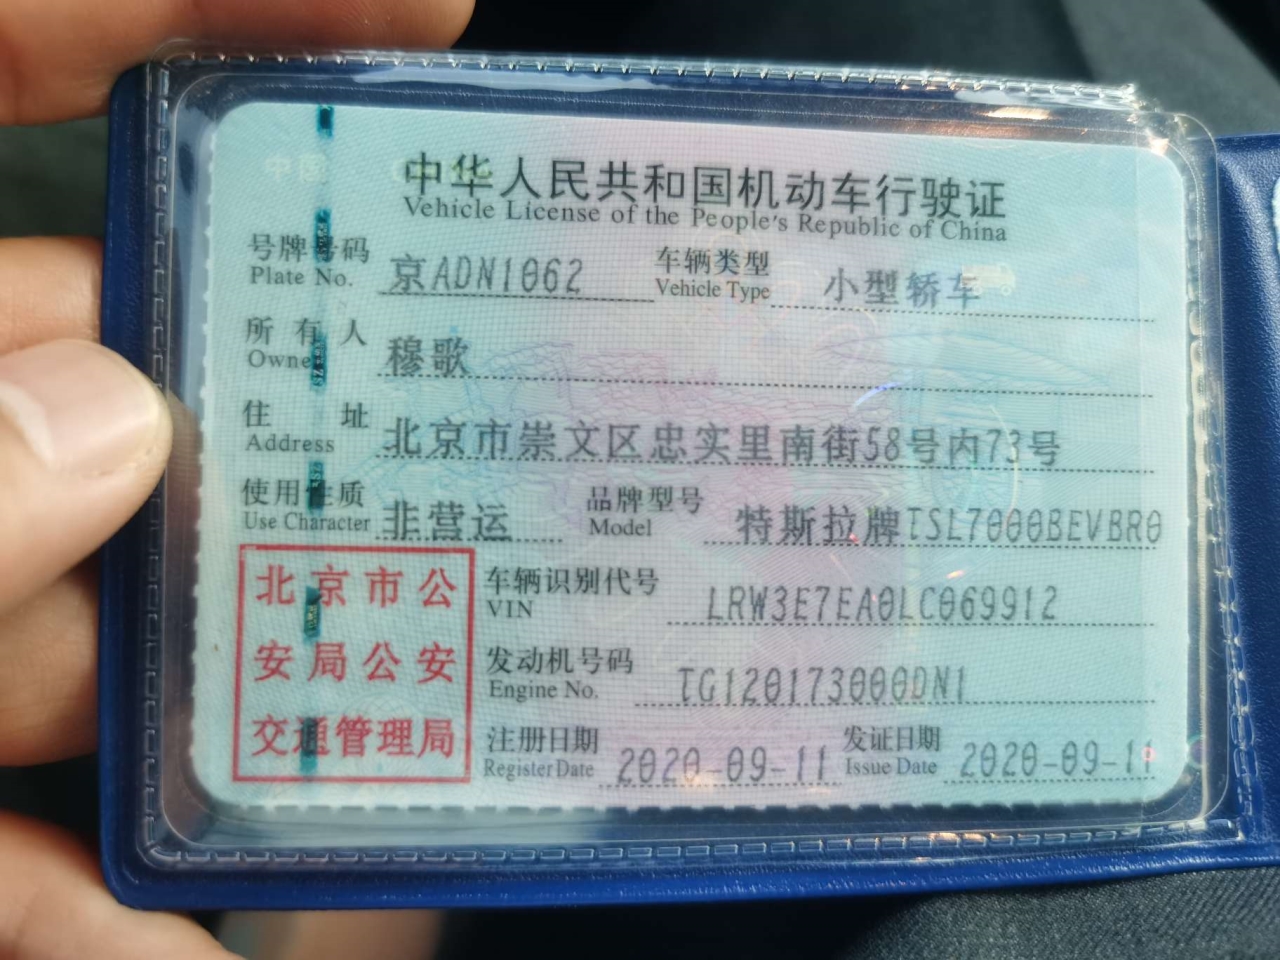 中华人民共和国机动车行驶证
Vehicle License of the People's Republic of China
号牌号码 京ADN1062 车辆类型 小型轿车
Plate No. Vehicle Type
所有人 穆歌
Owner
住址 北京市崇文区忠实里南街58号内73号
Address
使用性质 非营运 品牌型号 特斯拉牌TSL7000BEVBR0
Use Character Model
北京市公
安局公安
交通管理局
车辆识别代号 LRW3E7EA0LC069912
VIN
发动机号码 TG120173000DN1
Engine No.
注册日期 2020-09-11 发证日期 2020-09-11
Register Date Issue Date